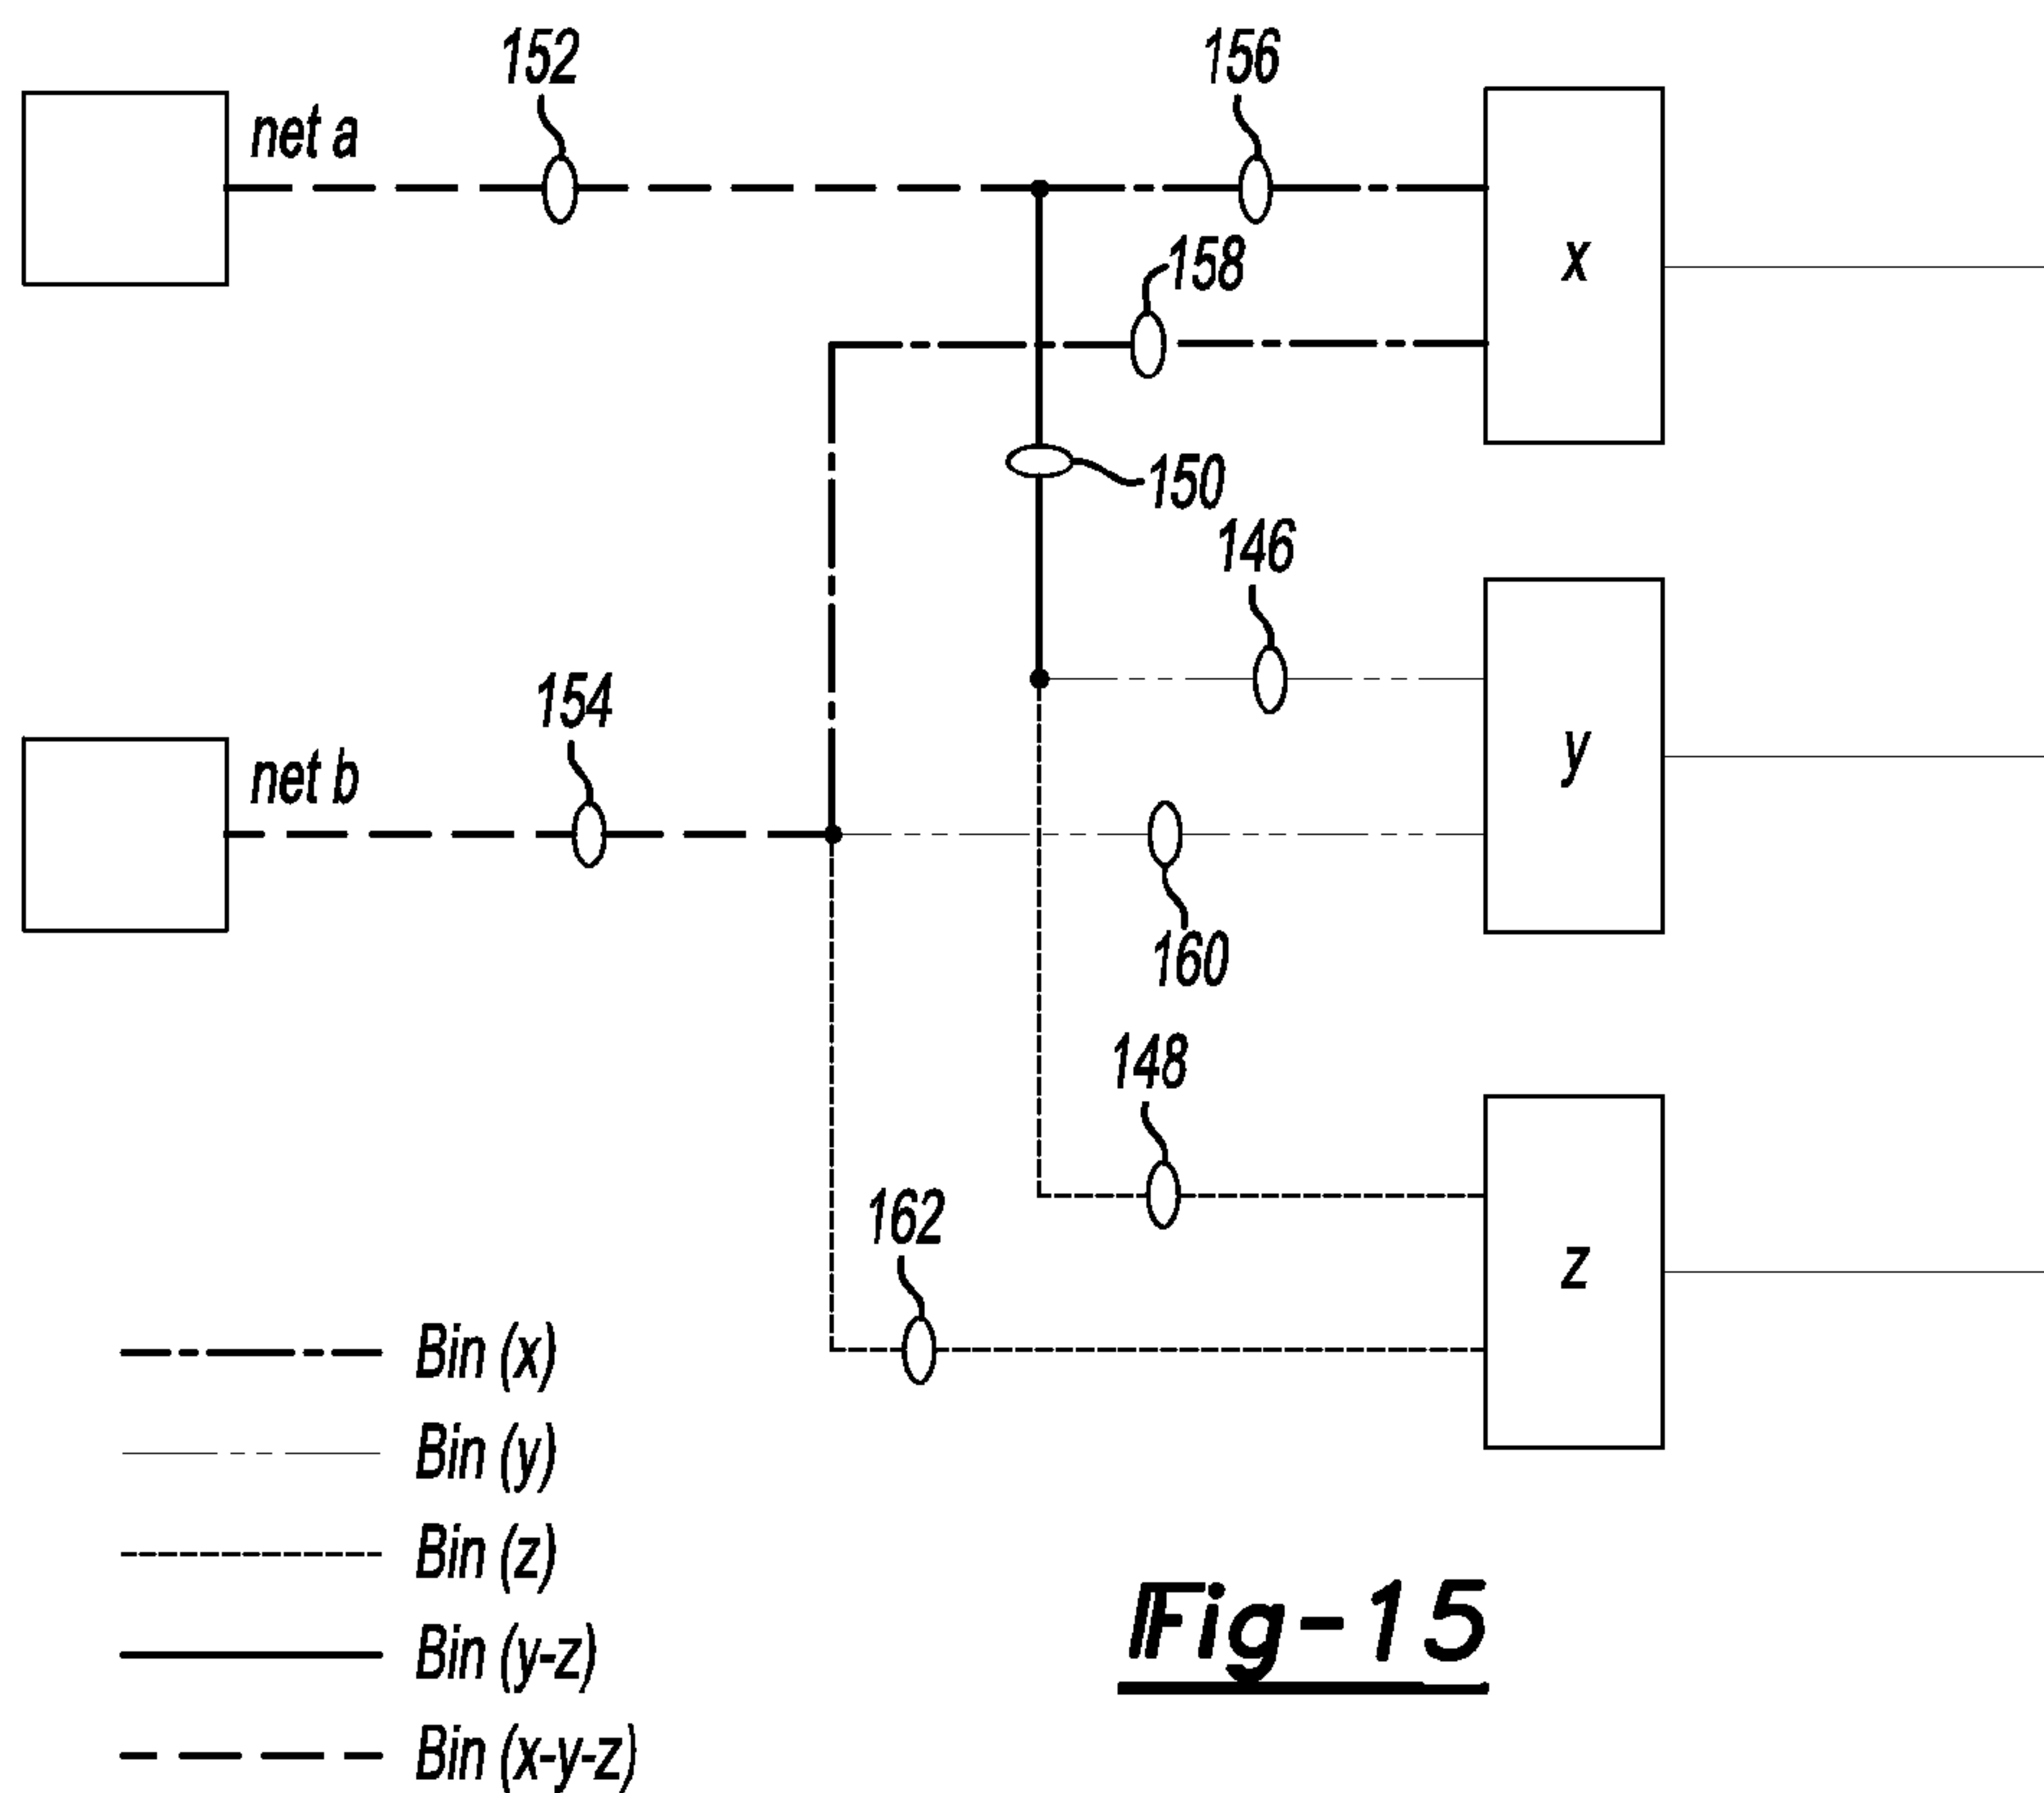 152
156
net a
x
158
150
146
154
net b
y
160
148
162
z
Bin (x)
Bin (y)
Bin (z)
Bin (y-z)
Bin (x-y-z)
Fig-15